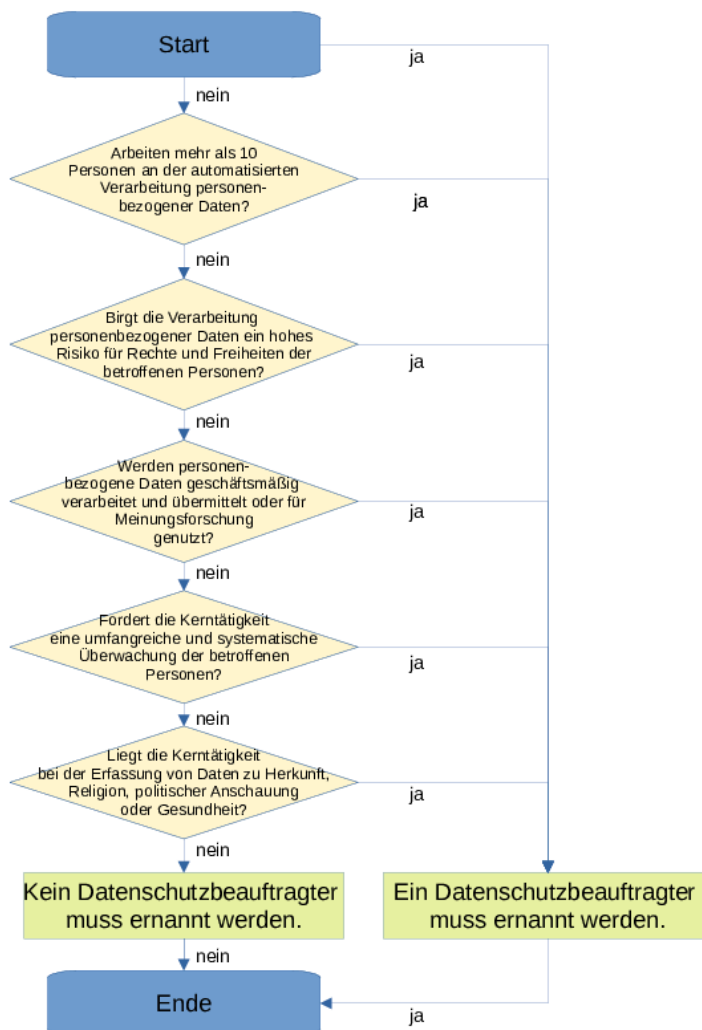 Start
ja
nein
Arbeiten mehr als 10
Personen an der automatisierten
Verarbeitung personen-
bezogener Daten?
ja
nein
Birgt die Verarbeitung
personenbezogener Daten ein hohes
Risiko für Rechte und Freiheiten der
betroffenen Personen?
ja
nein
Werden personen-
bezogene Daten geschäftsmäßig
verarbeitet und übermittelt oder für
Meinungsforschung
genutzt?
ja
nein
Fordert die Kerntätigkeit
eine umfangreiche und systematische
Überwachung der betroffenen
Personen?
ja
nein
Liegt die Kerntätigkeit
bei der Erfassung von Daten zu Herkunft,
Religion, politischer Anschauung
oder Gesundheit?
ja
nein
Kein Datenschutzbeauftragter
muss ernannt werden.
Ein Datenschutzbeauftragter
muss ernannt werden.
nein
Ende
ja